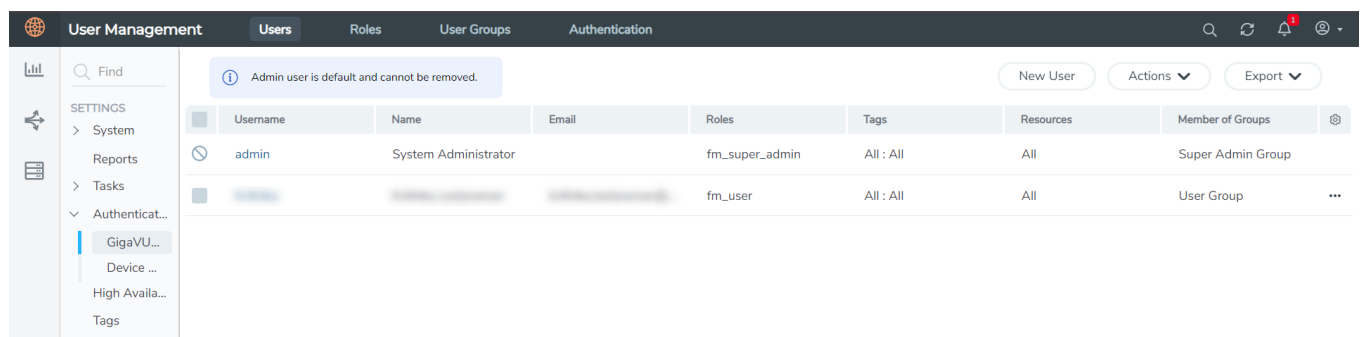 User Management Users Roles User Groups Authentication 1
Find
Admin user is default and cannot be removed. New User Actions Export
SETTINGS
System
Reports
Tasks
Authenticat...
GigaVU...
Device ...
High Availa...
Tags
Username Name Email Roles Tags Resources Member of Groups
admin System Administrator fm_super_admin All : All All Super Admin Group
fm_user All : All All User Group